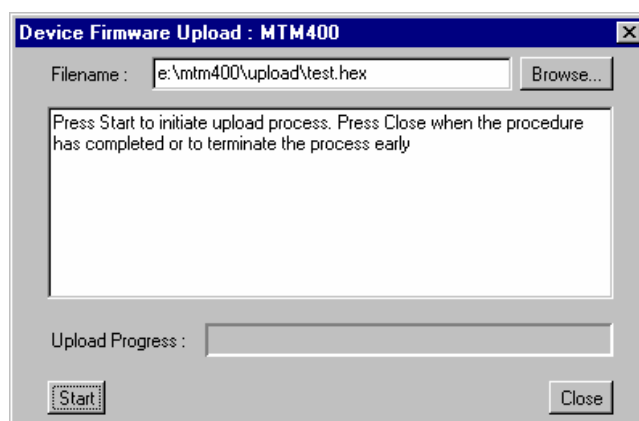 Device Firmware Upload : MTM400
Filename : e:\mtm400\upload\test.hex Browse...
Press Start to initiate upload process. Press Close when the procedure
has completed or to terminate the process early
Upload Progress :
Start Close